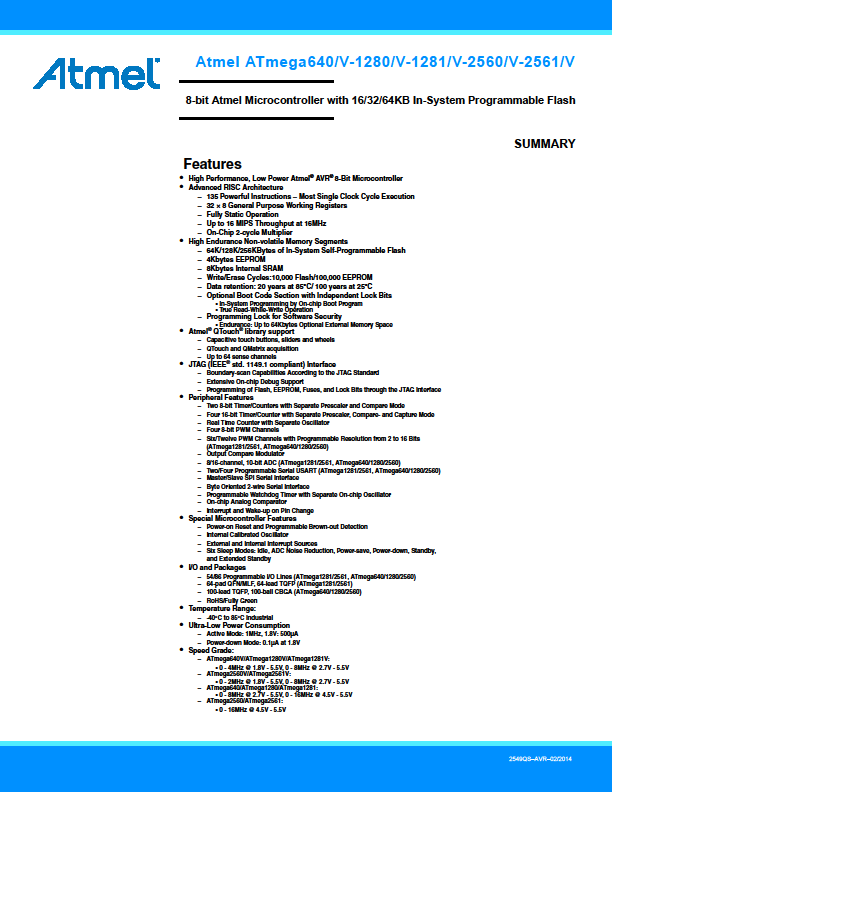 Atmel
Atmel ATmega640/V-1280/V-1281/V-2560/V-2561/V
8-bit Atmel Microcontroller with 16/32/64KB In-System Programmable Flash
SUMMARY
Features
• High Performance, Low Power Atmel® AVR® 8-Bit Microcontroller
• Advanced RISC Architecture
– 135 Powerful Instructions – Most Single Clock Cycle Execution
– 32 × 8 General Purpose Working Registers
– Fully Static Operation
– Up to 16 MIPS Throughput at 16MHz
– On-Chip 2-cycle Multiplier
• High Endurance Non-volatile Memory Segments
– 64K/128K/256KBytes of In-System Self-Programmable Flash
– 4Kbytes EEPROM
– 8Kbytes Internal SRAM
– Write/Erase Cycles:10,000 Flash/100,000 EEPROM
– Data retention: 20 years at 85°C/ 100 years at 25°C
– Optional Boot Code Section with Independent Lock Bits
• In-System Programming by On-chip Boot Program
• True Read-While-Write Operation
– Programming Lock for Software Security
• Endurance: Up to 64Kbytes Optional External Memory Space
• Atmel® QTouch® library support
– Capacitive touch buttons, sliders and wheels
– QTouch and QMatrix acquisition
– Up to 64 sense channels
• JTAG (IEEE® std. 1149.1 compliant) Interface
– Boundary-scan Capabilities According to the JTAG Standard
– Extensive On-chip Debug Support
– Programming of Flash, EEPROM, Fuses, and Lock Bits through the JTAG Interface
• Peripheral Features
– Two 8-bit Timer/Counters with Separate Prescaler and Compare Mode
– Four 16-bit Timer/Counter with Separate Prescaler, Compare- and Capture Mode
– Real Time Counter with Separate Oscillator
– Four 8-bit PWM Channels
– Six/Twelve PWM Channels with Programmable Resolution from 2 to 16 Bits
(ATmega1281/2561, ATmega640/1280/2560)
– Output Compare Modulator
– 8/16-channel, 10-bit ADC (ATmega1281/2561, ATmega640/1280/2560)
– Two/Four Programmable Serial USART (ATmega1281/2561, ATmega640/1280/2560)
– Master/Slave SPI Serial Interface
– Byte Oriented 2-wire Serial Interface
– Programmable Watchdog Timer with Separate On-chip Oscillator
– On-chip Analog Comparator
– Interrupt and Wake-up on Pin Change
• Special Microcontroller Features
– Power-on Reset and Programmable Brown-out Detection
– Internal Calibrated Oscillator
– External and Internal Interrupt Sources
– Six Sleep Modes: Idle, ADC Noise Reduction, Power-save, Power-down, Standby,
and Extended Standby
• I/O and Packages
– 54/86 Programmable I/O Lines (ATmega1281/2561, ATmega640/1280/2560)
– 64-pad QFN/MLF, 64-lead TQFP (ATmega1281/2561)
– 100-lead TQFP, 100-ball CBGA (ATmega640/1280/2560)
– RoHS/Fully Green
• Temperature Range:
– -40°C to 85°C Industrial
• Ultra-Low Power Consumption
– Active Mode: 1MHz, 1.8V: 500µA
– Power-down Mode: 0.1µA at 1.8V
• Speed Grade:
– ATmega640V/ATmega1280V/ATmega1281V:
• 0 - 4MHz @ 1.8V - 5.5V, 0 - 8MHz @ 2.7V - 5.5V
– ATmega2560V/ATmega2561V:
• 0 - 2MHz @ 1.8V - 5.5V, 0 - 8MHz @ 2.7V - 5.5V
– ATmega640/ATmega1280/ATmega1281:
• 0 - 8MHz @ 2.7V - 5.5V, 0 - 16MHz @ 4.5V - 5.5V
– ATmega2560/ATmega2561:
• 0 - 16MHz @ 4.5V - 5.5V
2549QS–AVR–02/2014